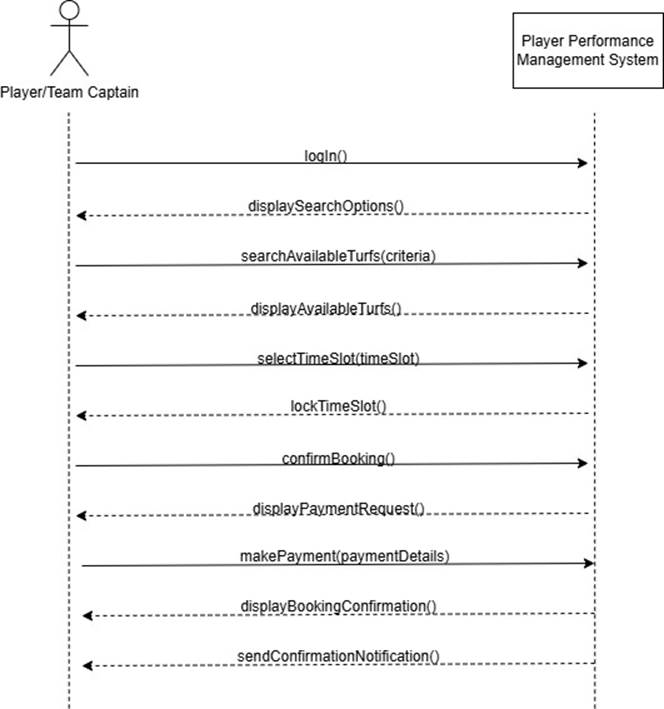 Player/Team Captain
Player Performance
Management System
logIn()
displaySearchOptions()
searchAvailableTurfs(criteria)
displayAvailableTurfs()
selectTimeSlot(timeSlot)
lockTimeSlot()
confirmBooking()
displayPaymentRequest()
makePayment(paymentDetails)
displayBookingConfirmation()
sendConfirmationNotification()